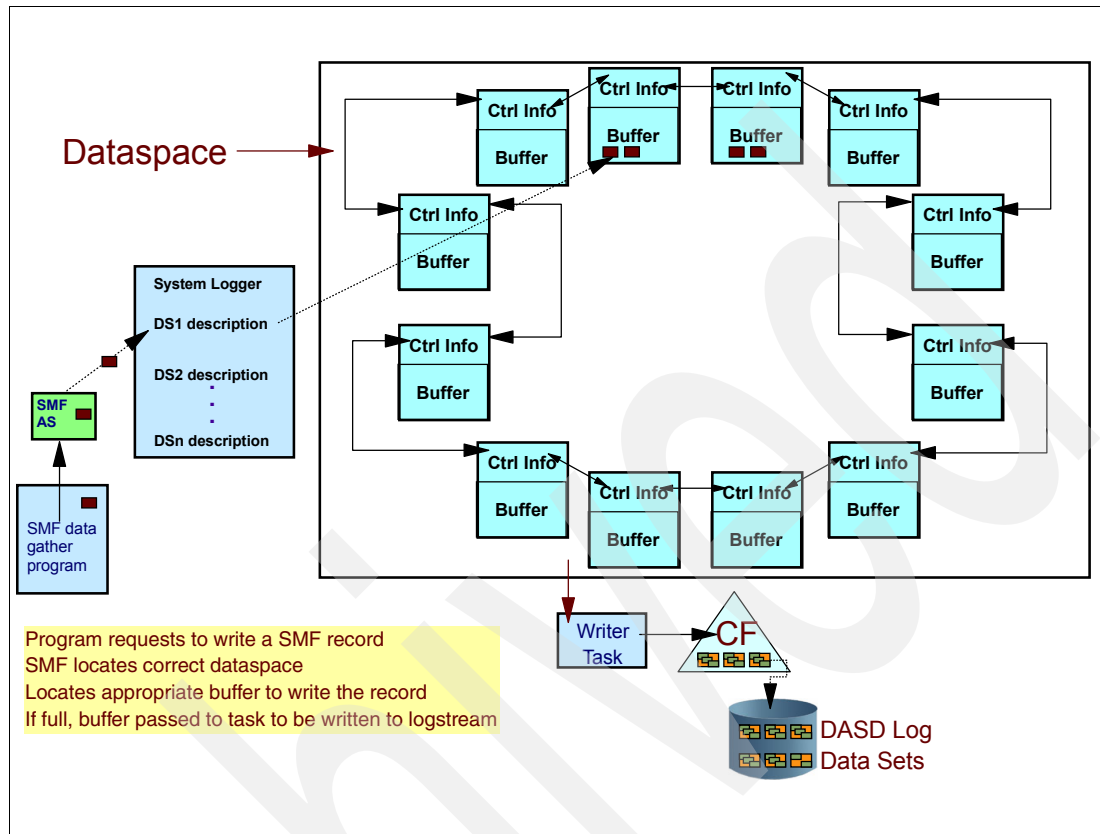 Dataspace
Ctrl Info
Buffer
Ctrl Info
Buffer
Ctrl Info
Buffer
Ctrl Info
Buffer
Ctrl Info
Buffer
Ctrl Info
Buffer
Ctrl Info
Buffer
Ctrl Info
Buffer
Ctrl Info
Buffer
Ctrl Info
Buffer
Ctrl Info
Buffer
Ctrl Info
Buffer
System Logger
DS1 description
DS2 description
.
.
.
DSn description
SMF
AS
SMF data
gather
program
Writer
Task
CF
DASD Log
Data Sets
Program requests to write a SMF record
SMF locates correct dataspace
Locates appropriate buffer to write the record
If full, buffer passed to task to be written to logstream
hived